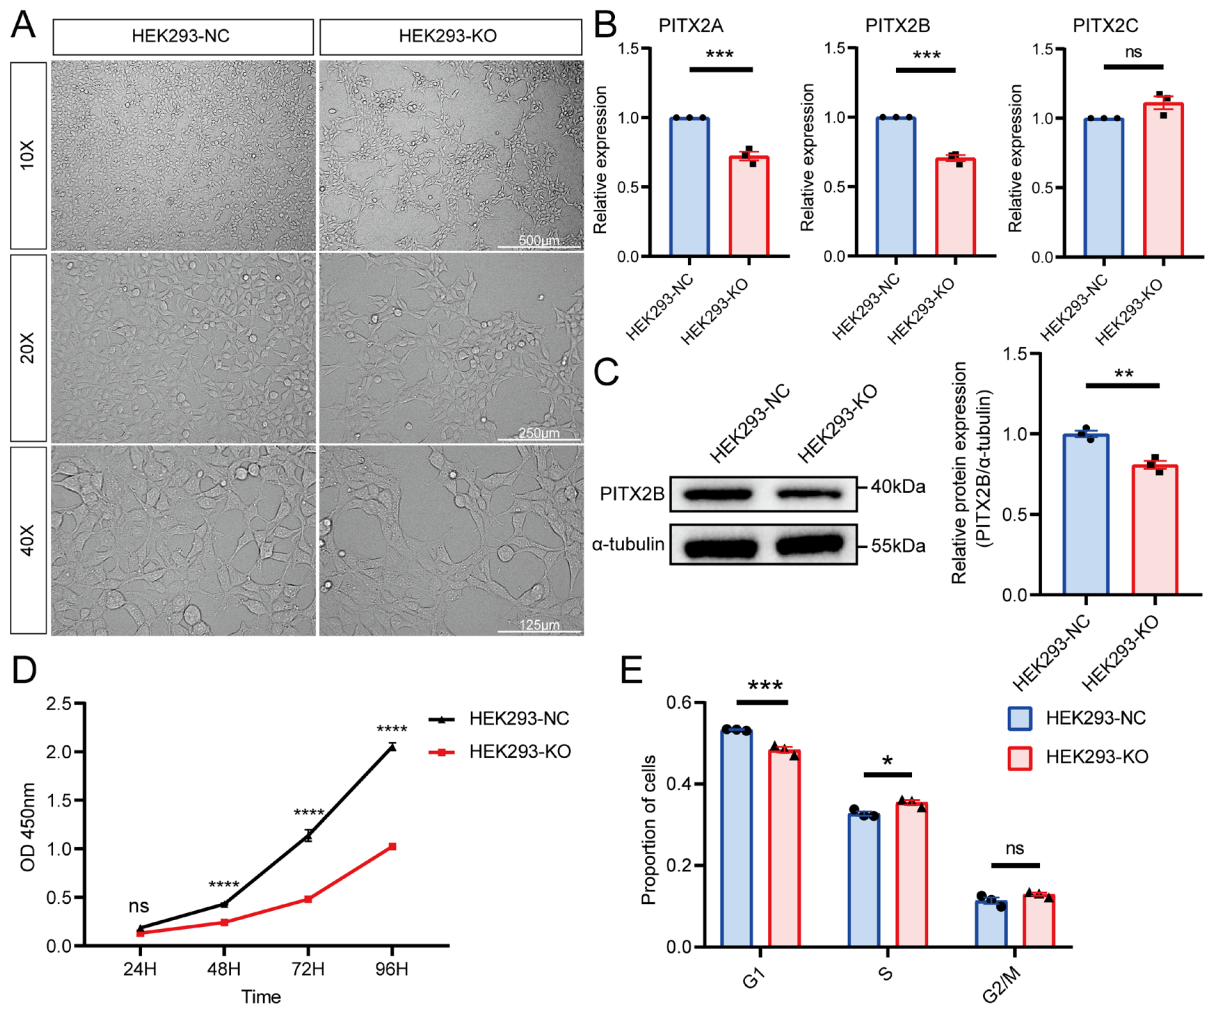 A
HEK293-NC
HEK293-KO
10X
500μm
20X
250μm
40X
125μm
B
PITX2A
Relative expression
1.5
1.0
0.5
0.0
***
HEK293-NC
HEK293-KO
PITX2B
Relative expression
1.5
1.0
0.5
0.0
***
HEK293-NC
HEK293-KO
PITX2C
Relative expression
1.5
1.0
0.5
0.0
ns
HEK293-NC
HEK293-KO
C
HEK293-NC
HEK293-KO
PITX2B
40kDa
α-tubulin
55kDa
Relative protein expression
(PITX2B/α-tubulin)
1.5
1.0
0.5
0.0
**
HEK293-NC
HEK293-KO
D
OD 450nm
2.5
2.0
1.5
1.0
0.5
0.0
ns
****
****
****
HEK293-NC
HEK293-KO
24H
48H
72H
96H
Time
E
Proportion of cells
0.6
0.4
0.2
0.0
***
*
ns
G1
S
G2/M
HEK293-NC
HEK293-KO